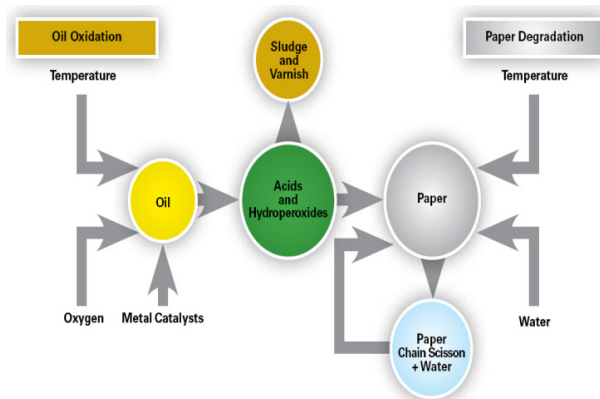 Oil Oxidation
Paper Degradation
Sludge
and
Varnish
Temperature
Temperature
Oil
Acids
and
Hydroperoxides
Paper
Oxygen
Metal Catalysts
Water
Paper
Chain Scisson
+ Water